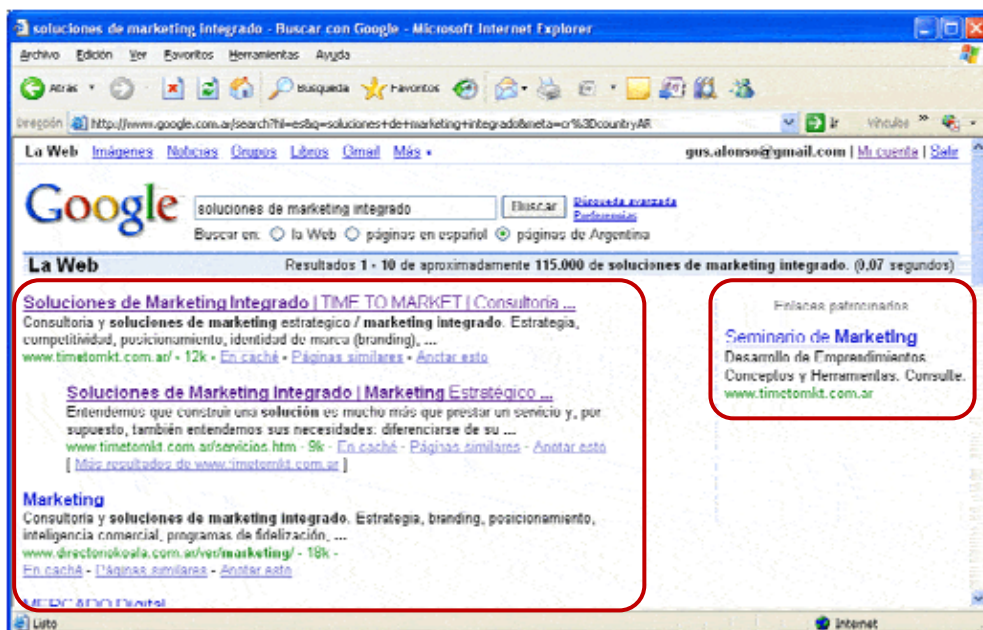 soluciones de marketing integrado - Buscar con Google - Microsoft Internet Explorer
Archivo Edición Ver Favoritos Herramientas Ayuda
Atrás Búsqueda Favoritos
Dirección http://www.google.com.ar/search?hl=es&q=soluciones+de+marketing+integrado&meta=cr%3DcountryAR Ir Vínculos »
La Web Imágenes Noticias Grupos Libros Gmail Más gus.alonso@gmail.com | Mi cuenta | Salir
Google soluciones de marketing integrado Buscar Búsqueda avanzada
Preferencias
Buscar en: la Web páginas en español páginas de Argentina
La Web Resultados 1 - 10 de aproximadamente 115.000 de soluciones de marketing integrado. (0,07 segundos)
Soluciones de Marketing Integrado | TIME TO MARKET | Consultoria ...
Consultoria y soluciones de marketing estrategico / marketing integrado. Estrategia,
competitividad, posicionamiento, identidad de marca (branding), ...
www.timetomkt.com.ar/ - 12k - En caché - Páginas similares - Anotar esto
Soluciones de Marketing Integrado | Marketing Estratégico ...
Entendemos que construir una solución es mucho más que prestar un servicio y, por
supuesto, también entendemos sus necesidades: diferenciarse de su ...
www.timetomkt.com.ar/servicios.htm - 9k - En caché - Páginas similares - Anotar esto
[ Más resultados de www.timetomkt.com.ar ]
Marketing
Consultoria y soluciones de marketing integrado. Estrategia, branding, posicionamiento,
inteligencia comercial, programas de fidelización, ...
www.directoriokoala.com.ar/ver/marketing/ - 18k -
En caché - Páginas similares - Anotar esto
MERCADO Digital
Enlaces patrocinados
Seminario de Marketing
Desarrollo de Emprendimientos.
Conceptos y Herramientas. Consulte.
www.timetomkt.com.ar
Listo Internet